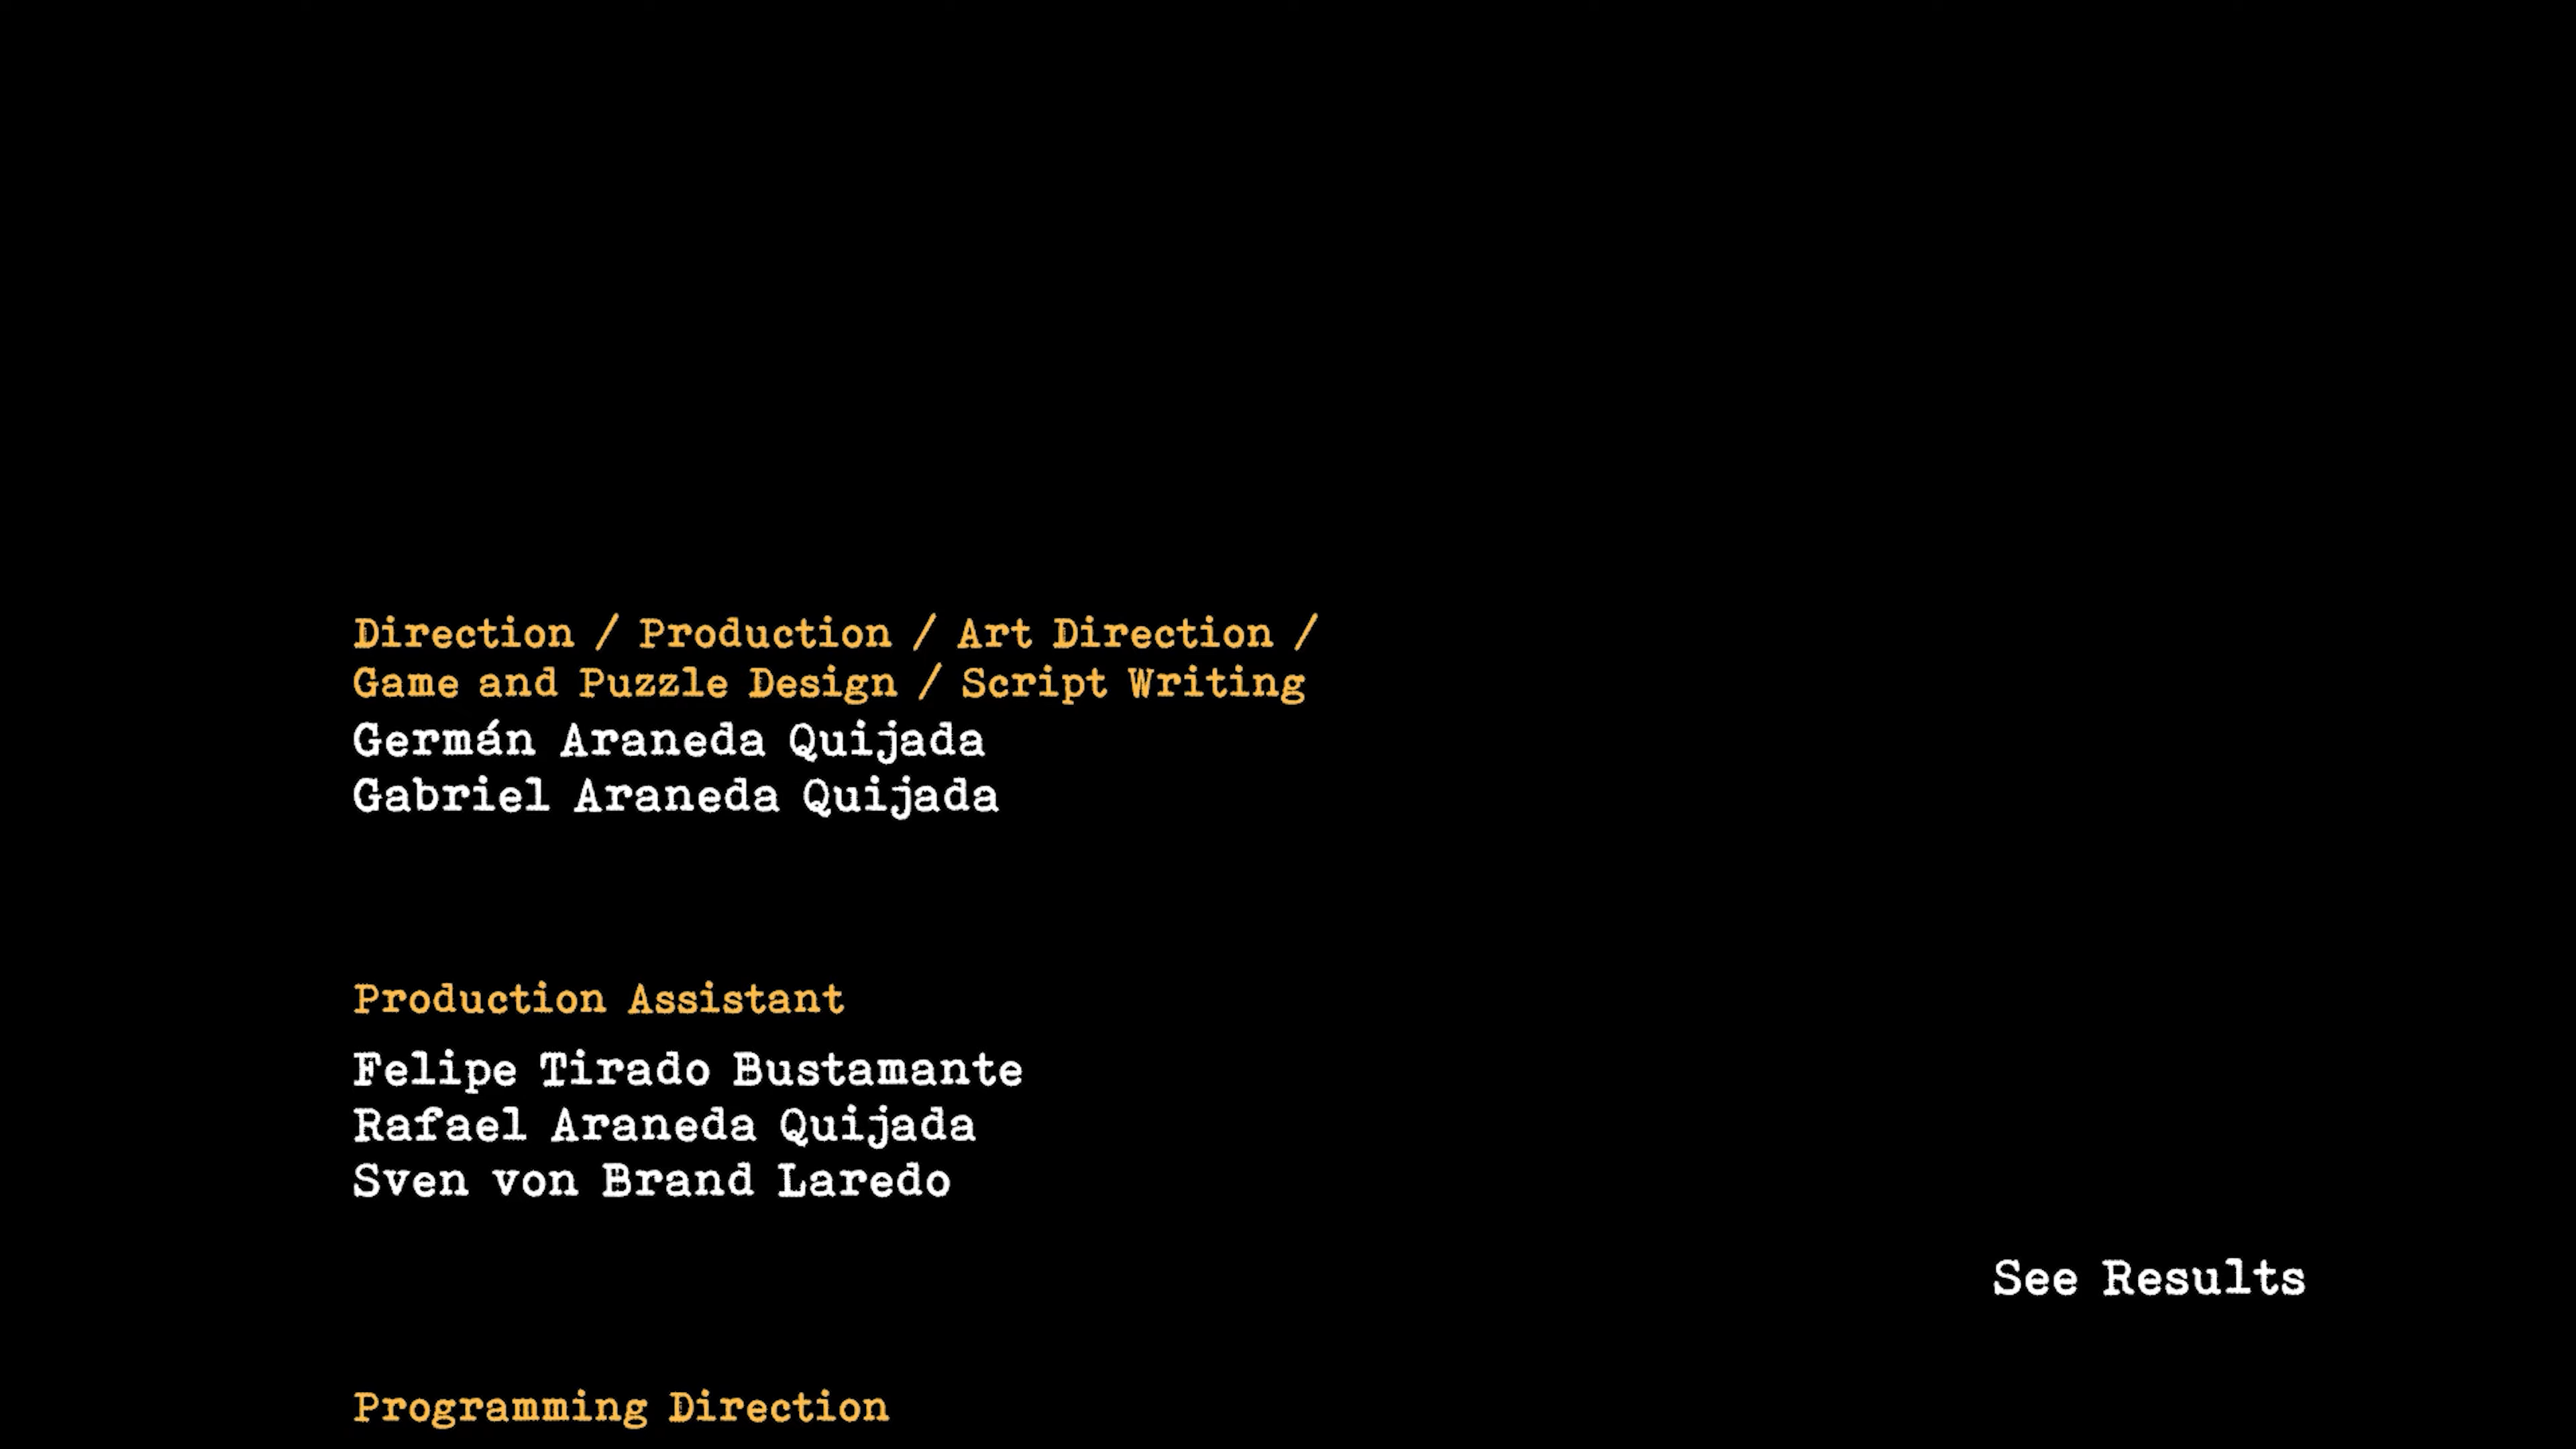 Direction / Production / Art Direction /
Game and Puzzle Design / Script Writing
Germán Araneda Quijada
Gabriel Araneda Quijada
Production Assistant
Felipe Tirado Bustamante
Rafael Araneda Quijada
Sven von Brand Laredo
See Results
Programming Direction